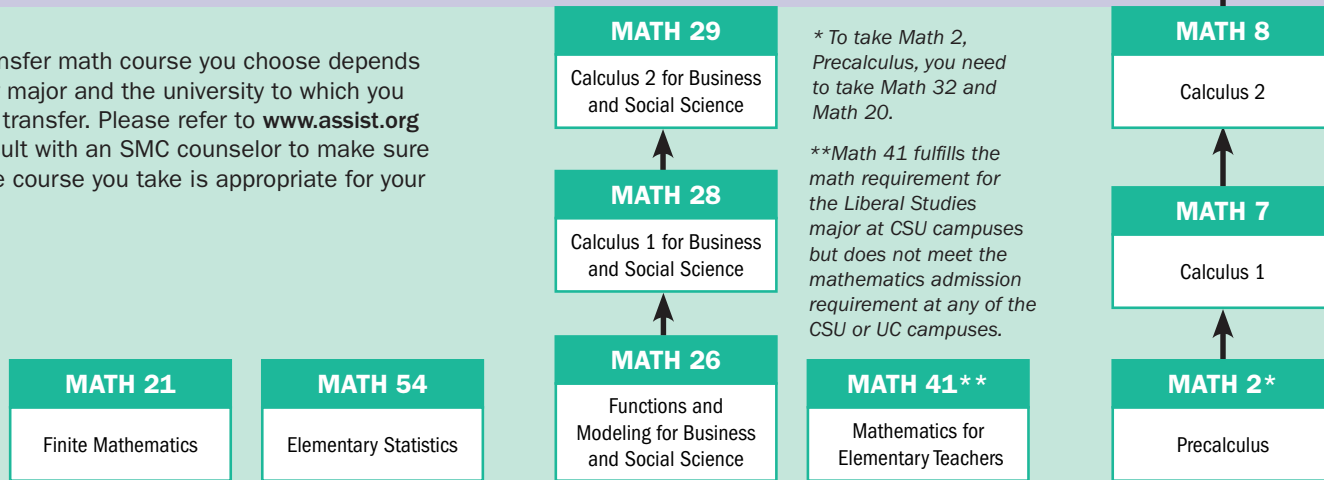 nsfer math course you choose depends
major and the university to which you
transfer. Please refer to www.assist.org
ult with an SMC counselor to make sure
e course you take is appropriate for your
MATH 29
Calculus 2 for Business
and Social Science
MATH 28
Calculus 1 for Business
and Social Science
MATH 26
Functions and
Modeling for Business
and Social Science
* To take Math 2,
Precalculus, you need
to take Math 32 and
Math 20.
**Math 41 fulfills the
math requirement for
the Liberal Studies
major at CSU campuses
but does not meet the
mathematics admission
requirement at any of the
CSU or UC campuses.
MATH 8
Calculus 2
MATH 7
Calculus 1
MATH 2*
Precalculus
MATH 21
Finite Mathematics
MATH 54
Elementary Statistics
MATH 41**
Mathematics for
Elementary Teachers